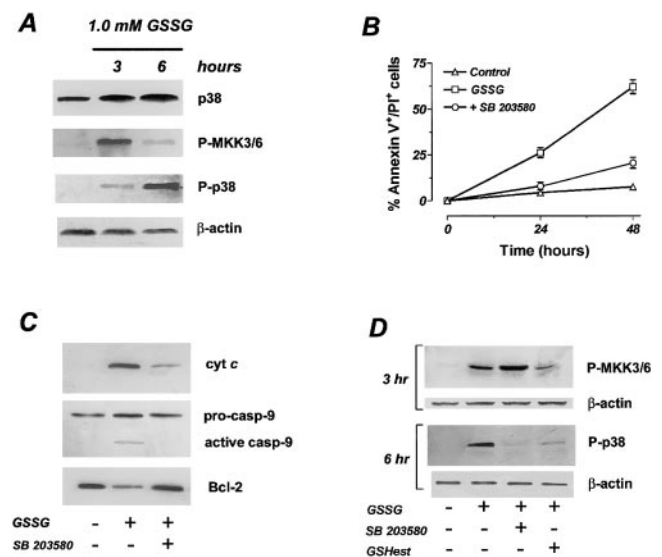 A
1.0 mM GSSG
3 6 hours
p38
P-MKK3/6
P-p38
β-actin
B
% Annexin V+/PI+ cells
75
50
25
0
Control
GSSG
+ SB 203580
0 24 48
Time (hours)
C
cyt c
pro-casp-9
active casp-9
Bcl-2
GSSG - + +
SB 203580 - - +
D
3 hr
P-MKK3/6
β-actin
6 hr
P-p38
β-actin
GSSG - + + +
SB 203580 - - + -
GSHest - - - +